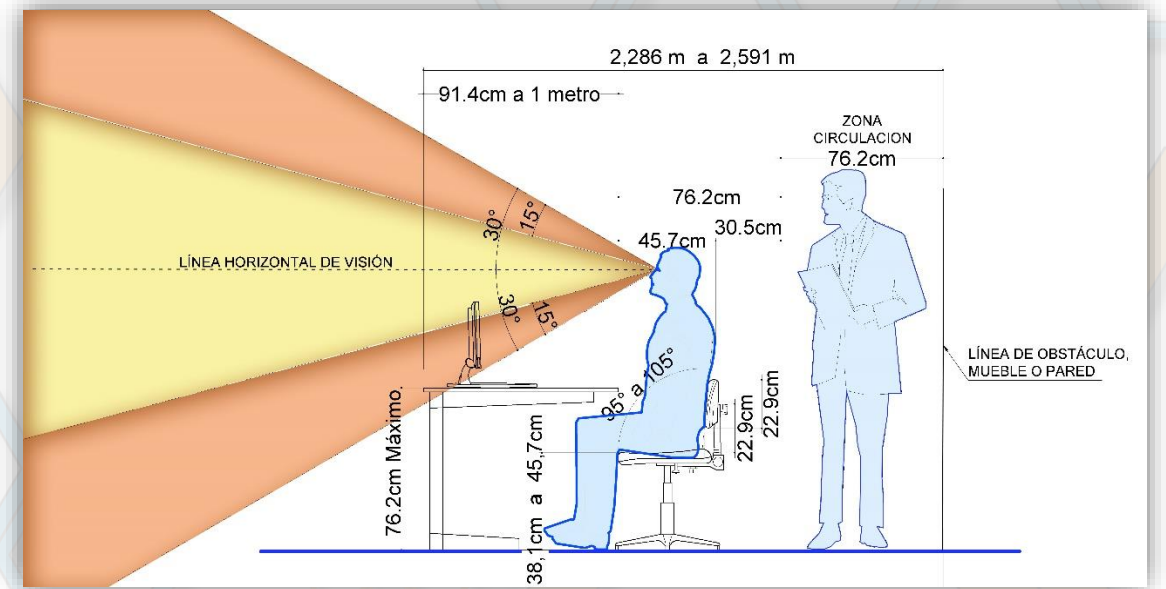 2,286 m a 2,591 m
91.4cm a 1 metro
ZONA
CIRCULACION
76.2cm
76.2cm
30.5cm
45.7cm
30°
15°
LÍNEA HORIZONTAL DE VISIÓN
30°
15°
LÍNEA DE OBSTÁCULO,
MUEBLE O PARED
95° a 105°
22.9cm
22.9cm
76.2cm Máximo.
38,1cm a 45,7cm